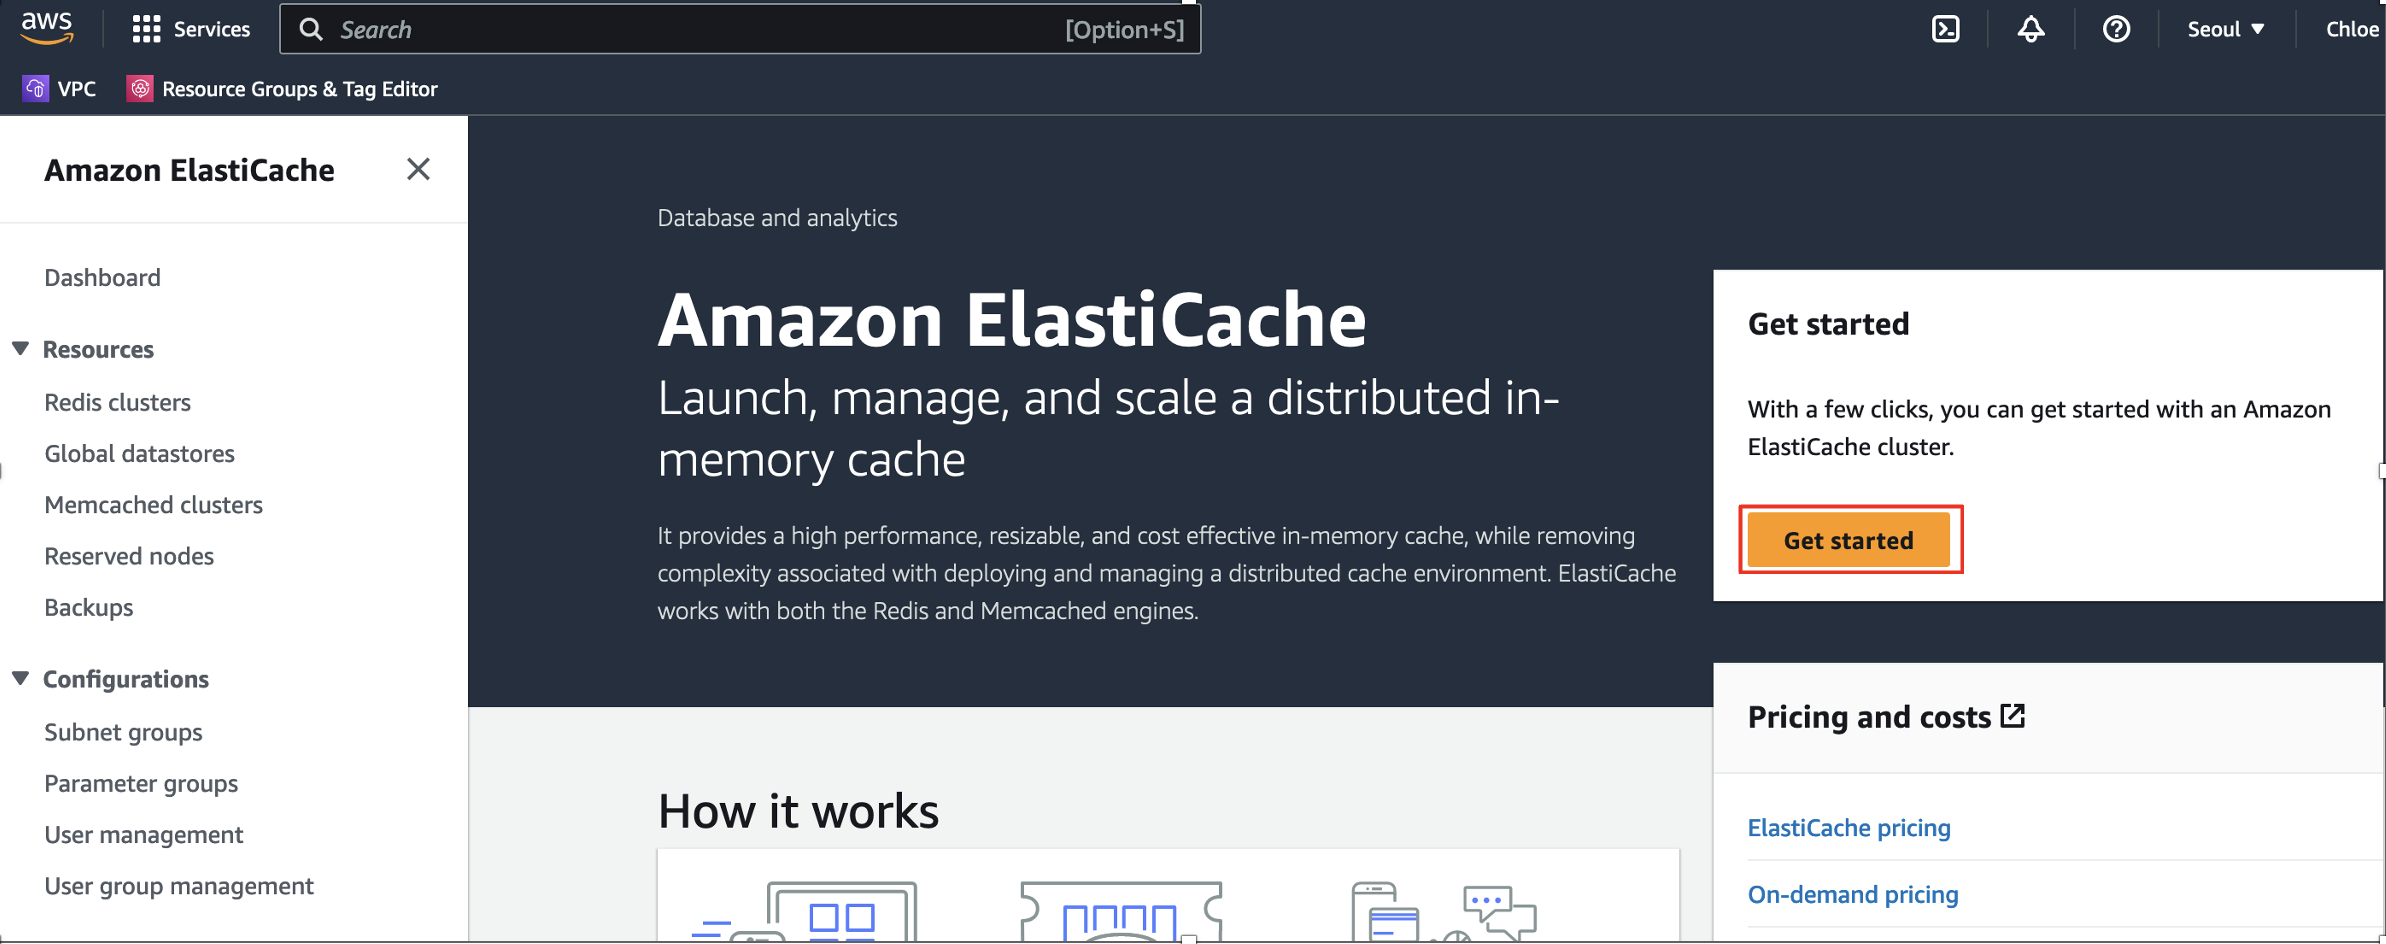 aws
Services
Search
[Option+S]
Seoul
Chloe
VPC
Resource Groups & Tag Editor
Amazon ElastiCache
Dashboard
Resources
Redis clusters
Global datastores
Memcached clusters
Reserved nodes
Backups
Configurations
Subnet groups
Parameter groups
User management
User group management
Database and analytics
Amazon ElastiCache
Launch, manage, and scale a distributed in-
memory cache
It provides a high performance, resizable, and cost effective in-memory cache, while removing
complexity associated with deploying and managing a distributed cache environment. ElastiCache
works with both the Redis and Memcached engines.
How it works
Get started
With a few clicks, you can get started with an Amazon
ElastiCache cluster.
Get started
Pricing and costs
ElastiCache pricing
On-demand pricing